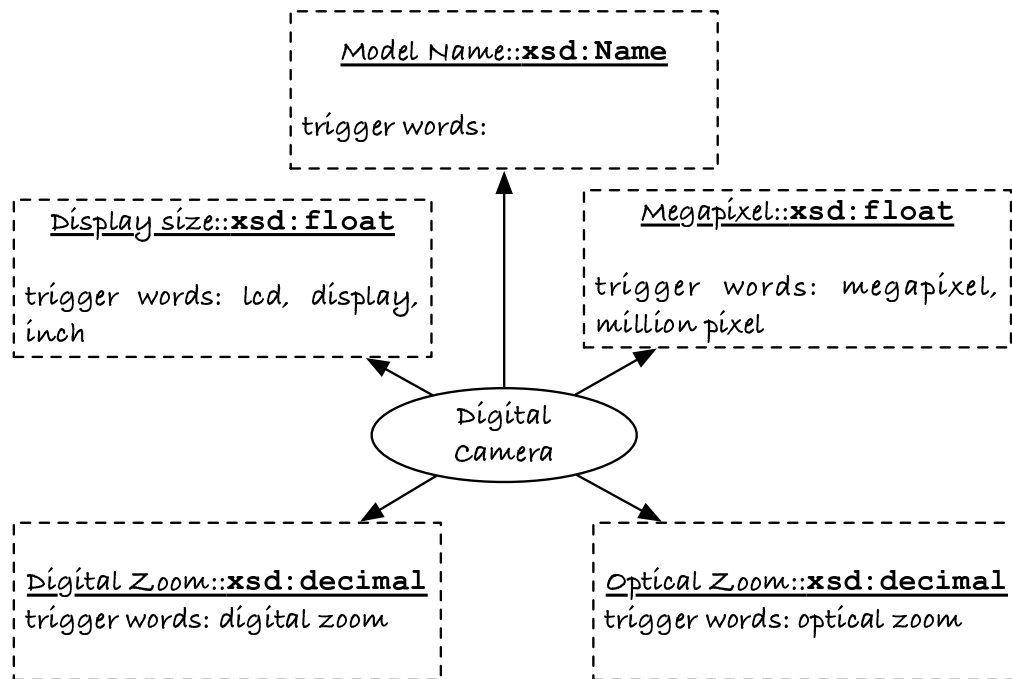 Model Name::xsd:Name
trigger words:
Display size::xsd:float
trigger words: lcd, display,
inch
Megapixel::xsd:float
trigger words: megapixel,
million pixel
Digital
Camera
Digital Zoom::xsd:decimal
trigger words: digital zoom
Optical Zoom::xsd:decimal
trigger words: optical zoom